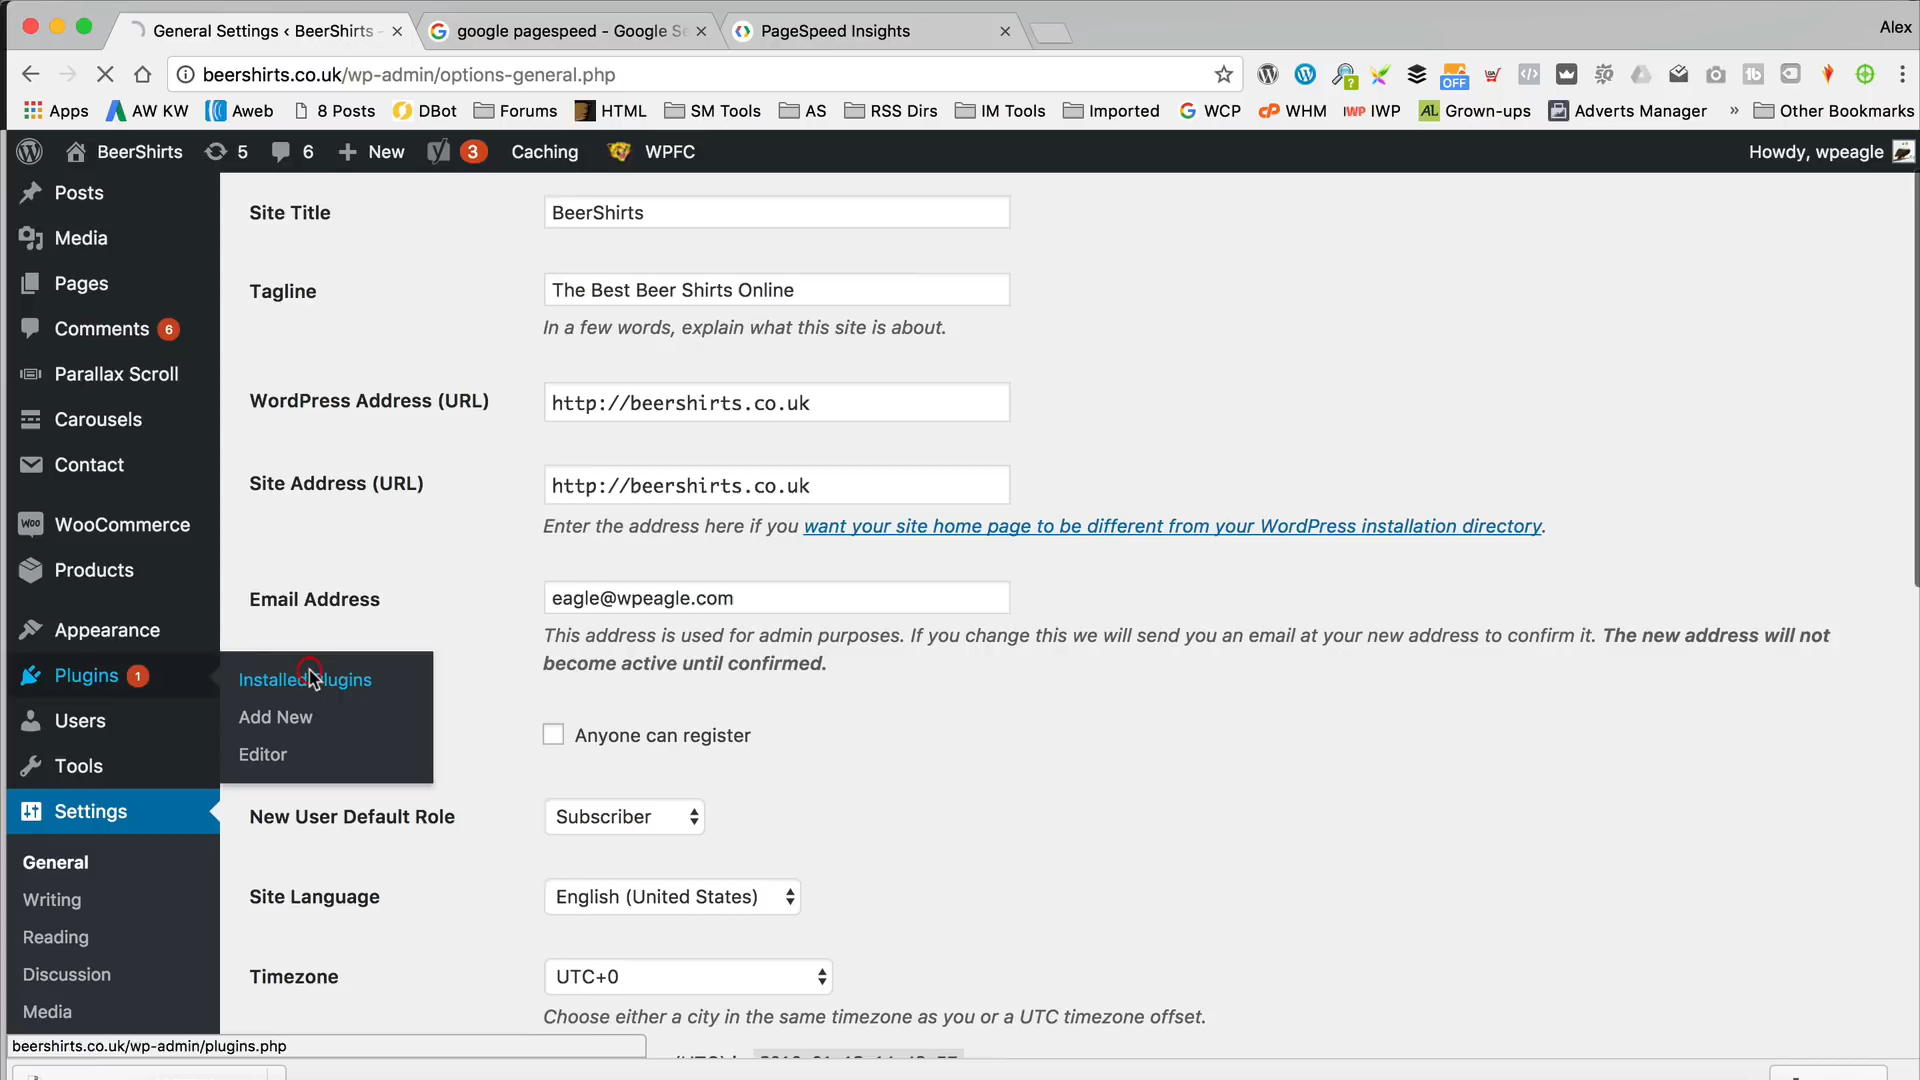 General Settings ‹ BeerShirts -
google pagespeed - Google Se
PageSpeed Insights
Alex
beershirts.co.uk/wp-admin/options-general.php
OFF
Apps
AW KW
Aweb
8 Posts
DBot
Forums
HTML
SM Tools
AS
RSS Dirs
IM Tools
Imported
WCP
WHM
IWP
Grown-ups
Adverts Manager
»
Other Bookmarks
BeerShirts
5
6
New
3
Caching
WPFC
Howdy, wpeagle
Posts
Media
Pages
Comments 6
Parallax Scroll
Carousels
Contact
WooCommerce
Products
Appearance
Plugins 1
Users
Tools
Settings
General
Writing
Reading
Discussion
Media
Installed Plugins
Add New
Editor
Site Title
BeerShirts
Tagline
The Best Beer Shirts Online
In a few words, explain what this site is about.
WordPress Address (URL)
http://beershirts.co.uk
Site Address (URL)
http://beershirts.co.uk
Enter the address here if you want your site home page to be different from your WordPress installation directory.
Email Address
eagle@wpeagle.com
This address is used for admin purposes. If you change this we will send you an email at your new address to confirm it. The new address will not
become active until confirmed.
Anyone can register
New User Default Role
Subscriber
Site Language
English (United States)
Timezone
UTC+0
Choose either a city in the same timezone as you or a UTC timezone offset.
beershirts.co.uk/wp-admin/plugins.php